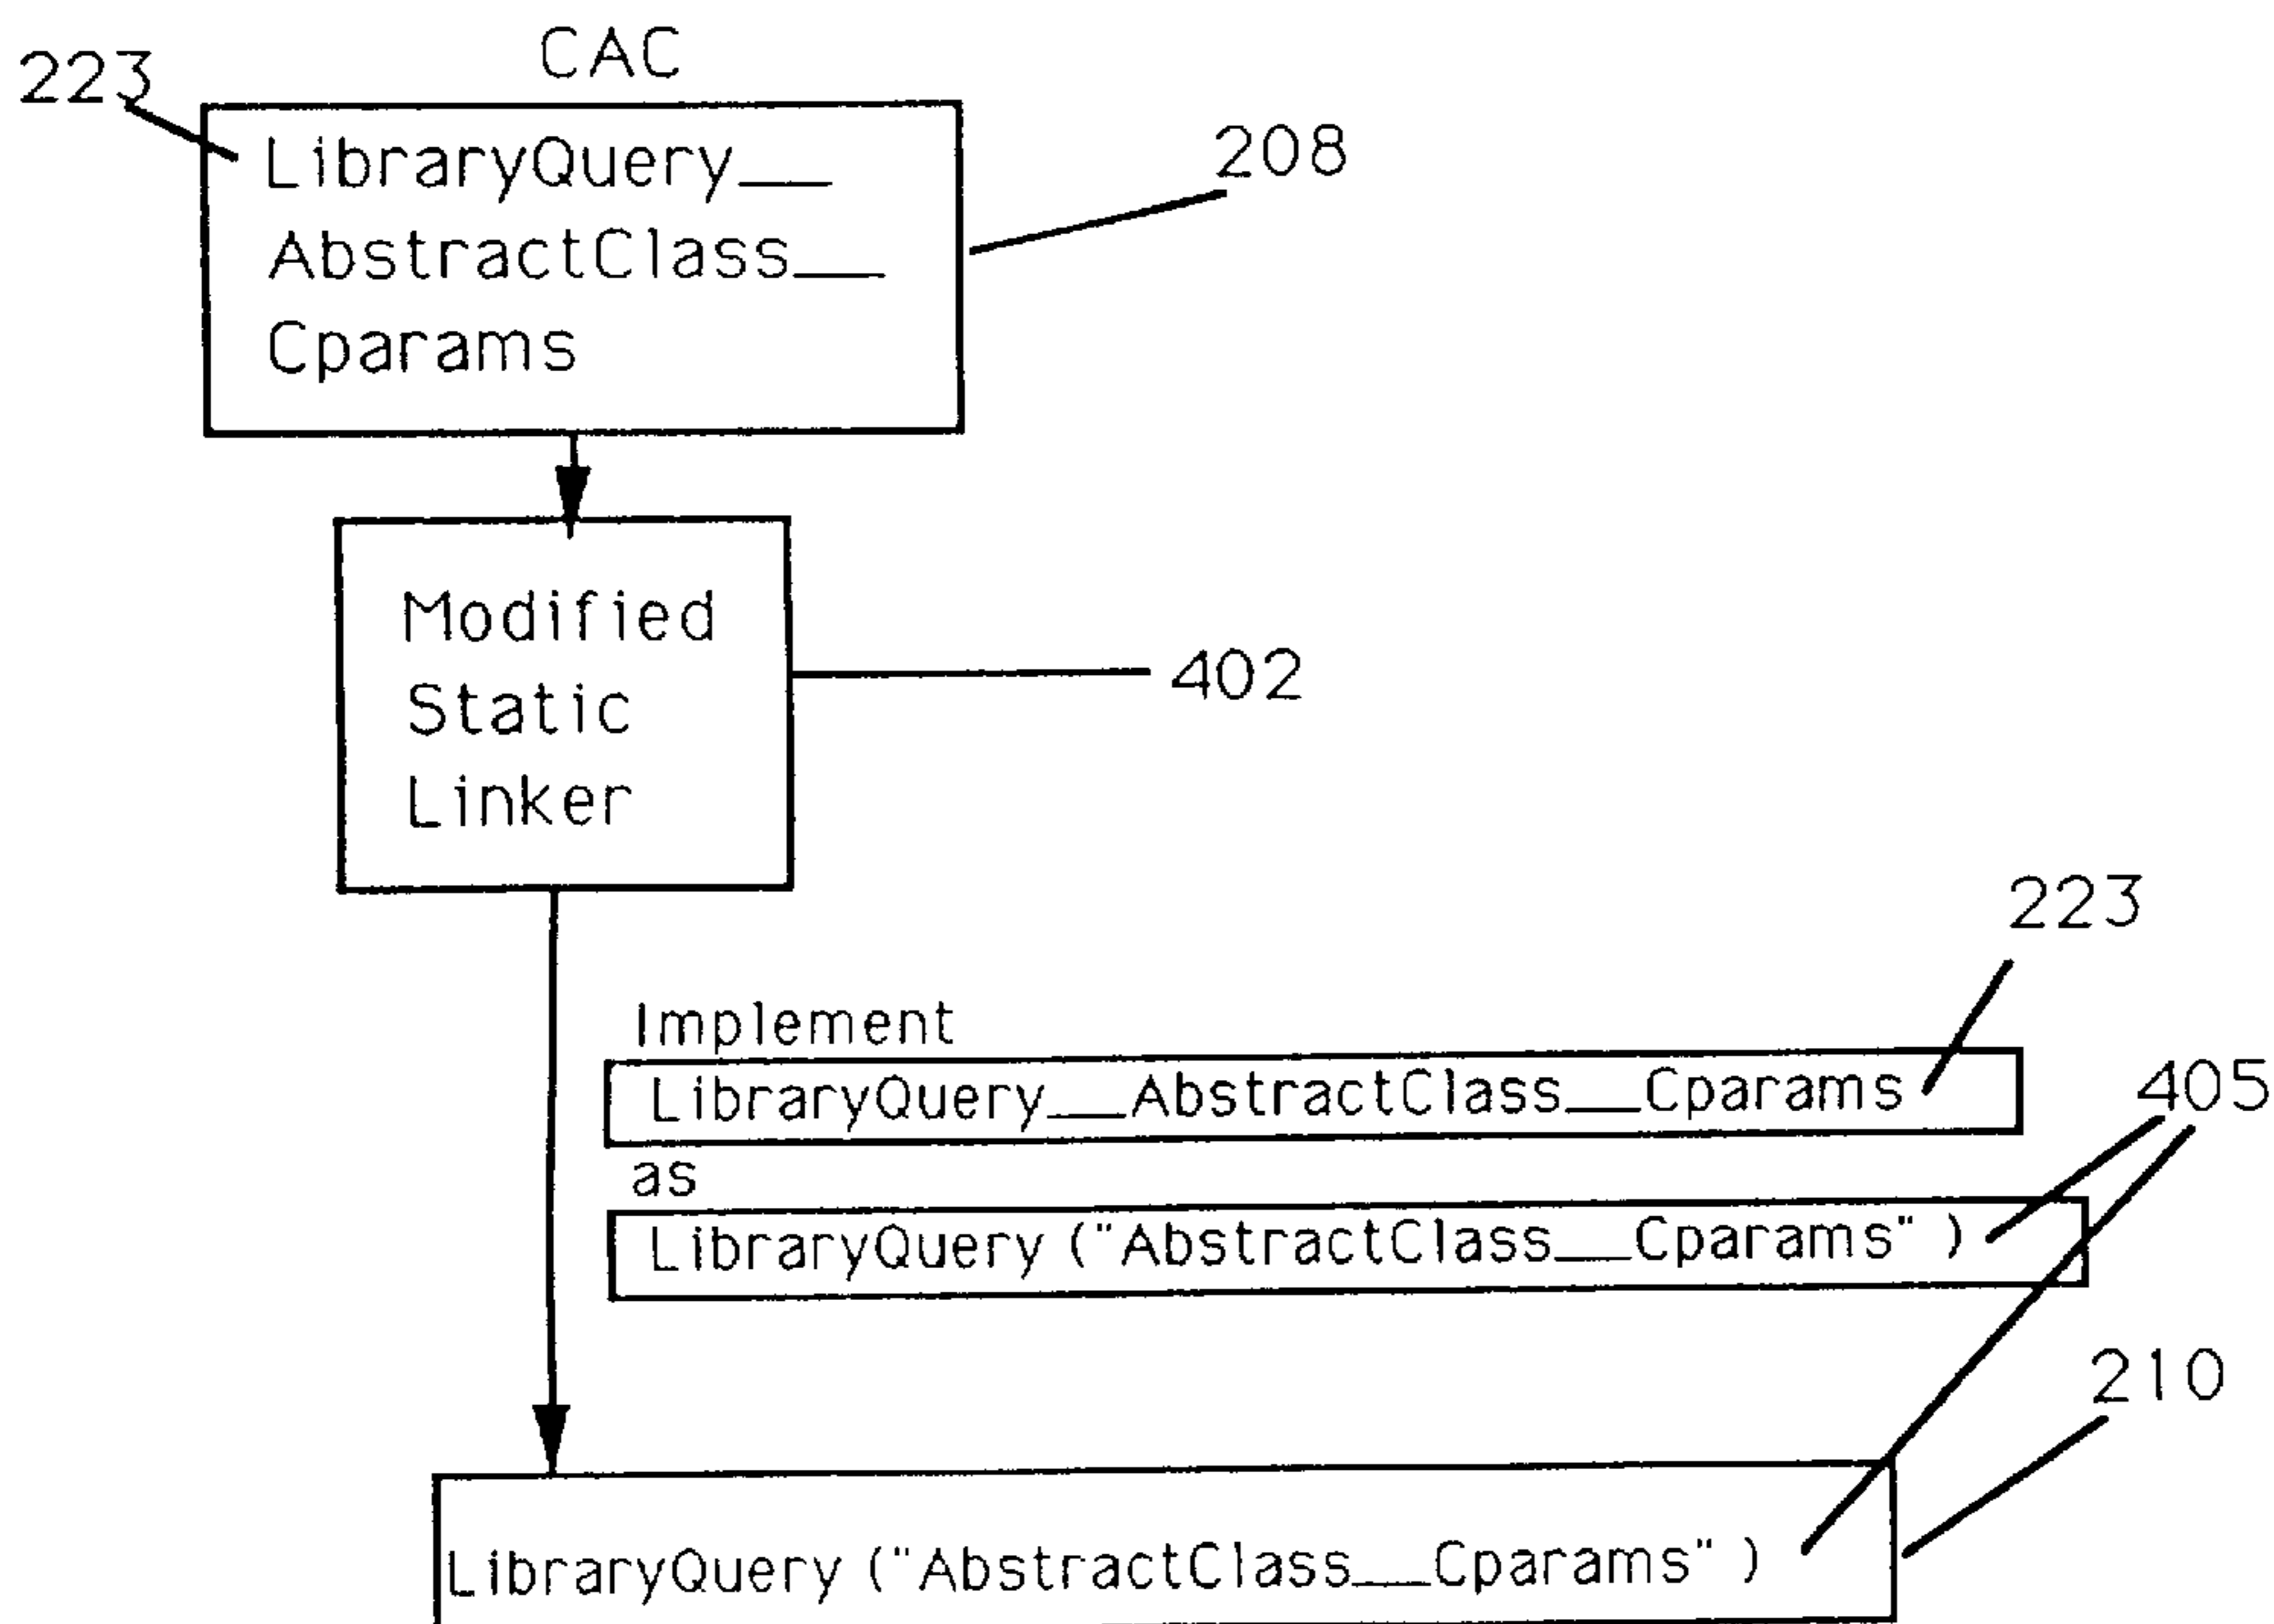 CAC
223
LibraryQuery__
AbstractClass__
Cparams
208
Modified
Static
Linker
402
223
Implement
LibraryQuery__AbstractClass__Cparams
405
as
LibraryQuery ("AbstractClass__Cparams" )
210
LibraryQuery ("AbstractClass__Cparams" )